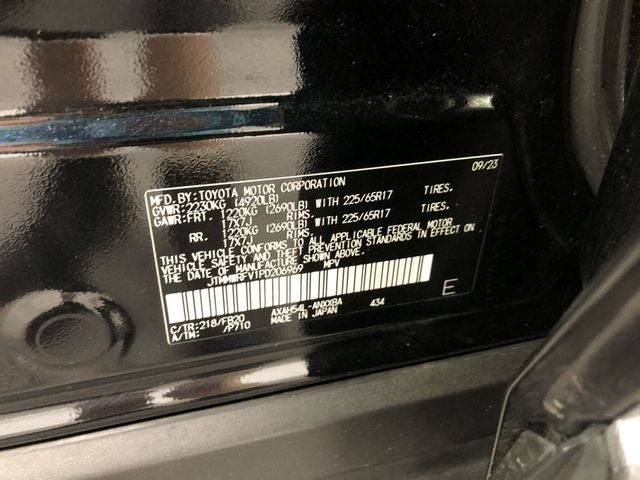 MFD.BY:TOYOTA MOTOR CORPORATION 09/23
GVWR:2230KG (4920LB)
GAWR:FRT. 1220KG (2690LB) WITH 225/65R17 TIRES,
17X7J RIMS.
RR. 1220KG (2690LB) WITH 225/65R17 TIRES,
17X7J RIMS.
THIS VEHICLE CONFORMS TO ALL APPLICABLE FEDERAL MOTOR
VEHICLE SAFETY AND THEFT PREVENTION STANDARDS IN EFFECT ON
THE DATE OF MANUFACTURE SHOWN ABOVE.
JTMMWRFV1PD206969 MPV
C/TR:218/FB20 AXAH54L-ANXXBA 434 E
A/TM: /P710 MADE IN JAPAN